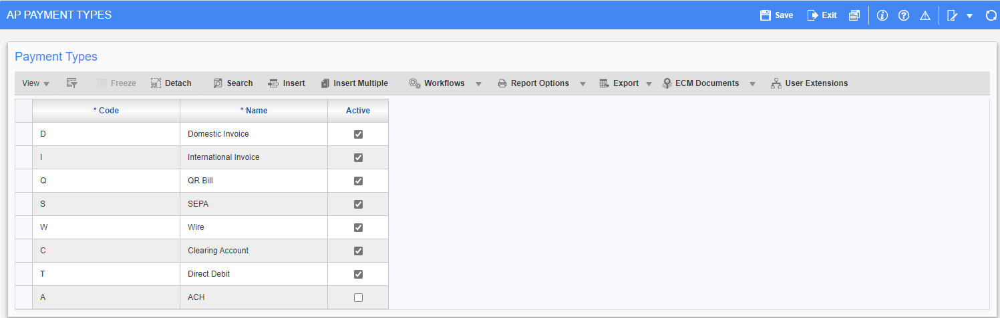 AP PAYMENT TYPES Save Exit
Payment Types
View Freeze Detach Search Insert Insert Multiple Workflows Report Options Export ECM Documents User Extensions
* Code * Name Active
D Domestic Invoice
I International Invoice
Q QR Bill
S SEPA
W Wire
C Clearing Account
T Direct Debit
A ACH